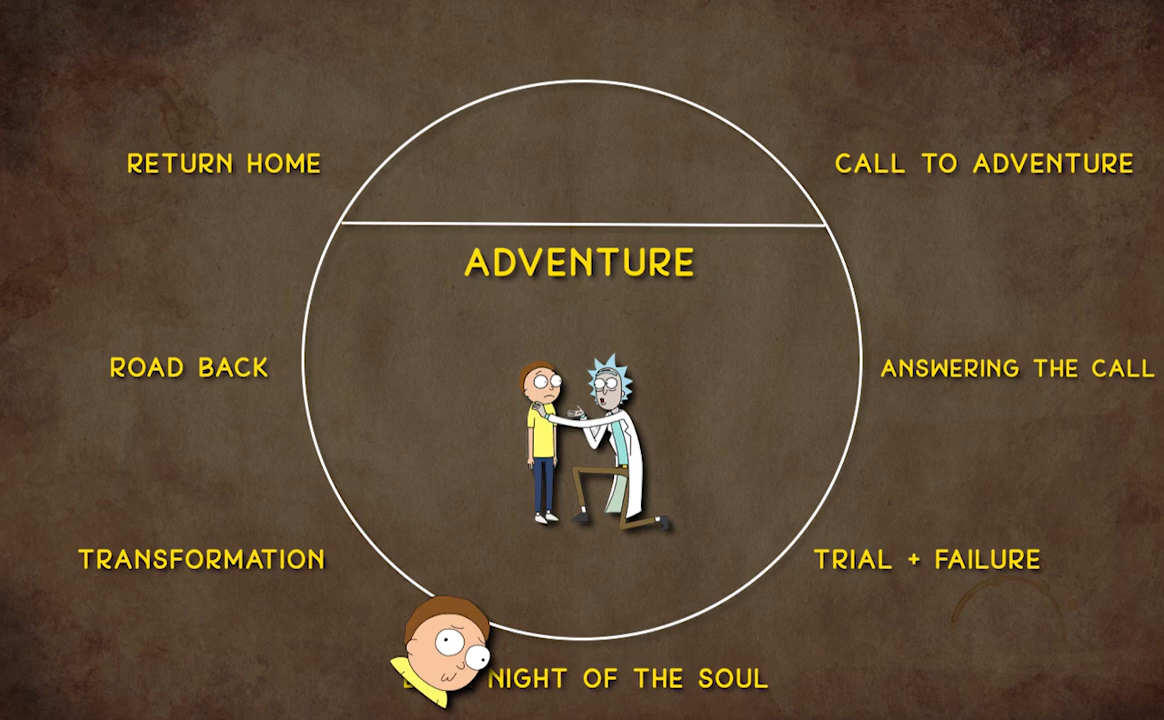 RETURN HOME
CALL TO ADVENTURE
ADVENTURE
ROAD BACK
ANSWERING THE CALL
TRANSFORMATION
TRIAL + FAILURE
NIGHT OF THE SOUL